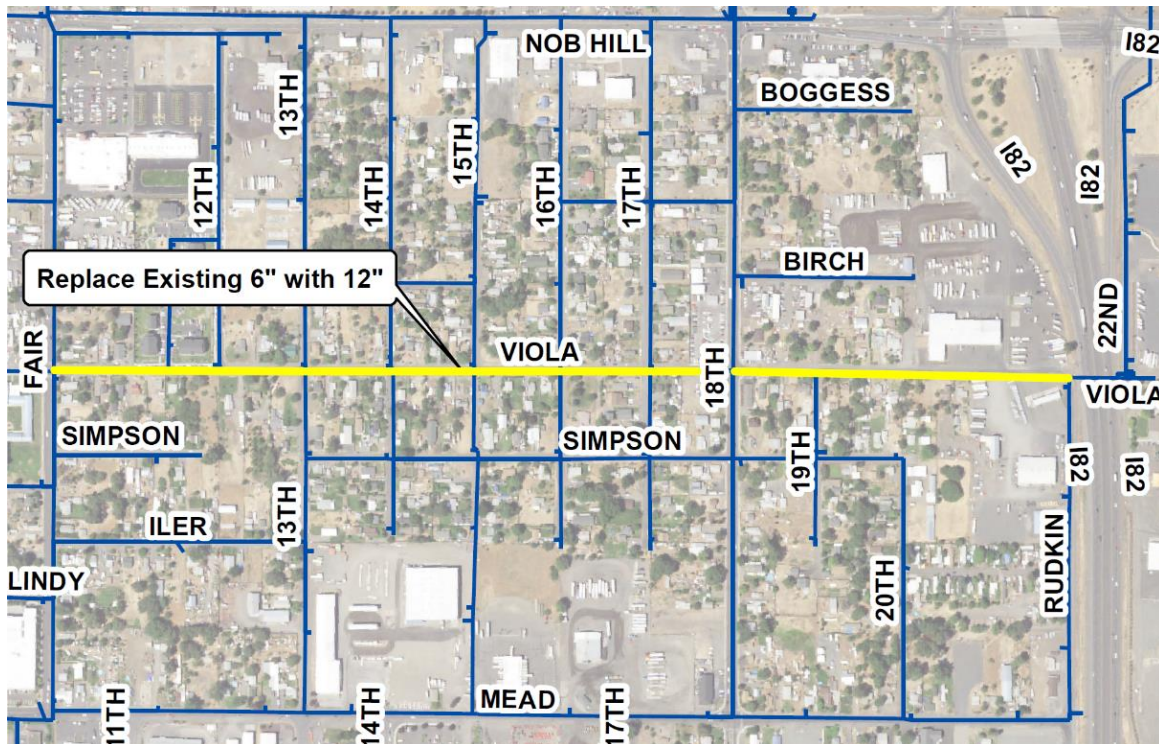 NOB HILL
I82
BOGGESS
13TH
15TH
14TH
16TH
17TH
12TH
I82
I82
Replace Existing 6" with 12"
BIRCH
22ND
FAIR
VIOLA
18TH
VIOLA
SIMPSON
SIMPSON
19TH
I82
I82
ILER
13TH
LINDY
20TH
RUDKIN
MEAD
11TH
14TH
17TH